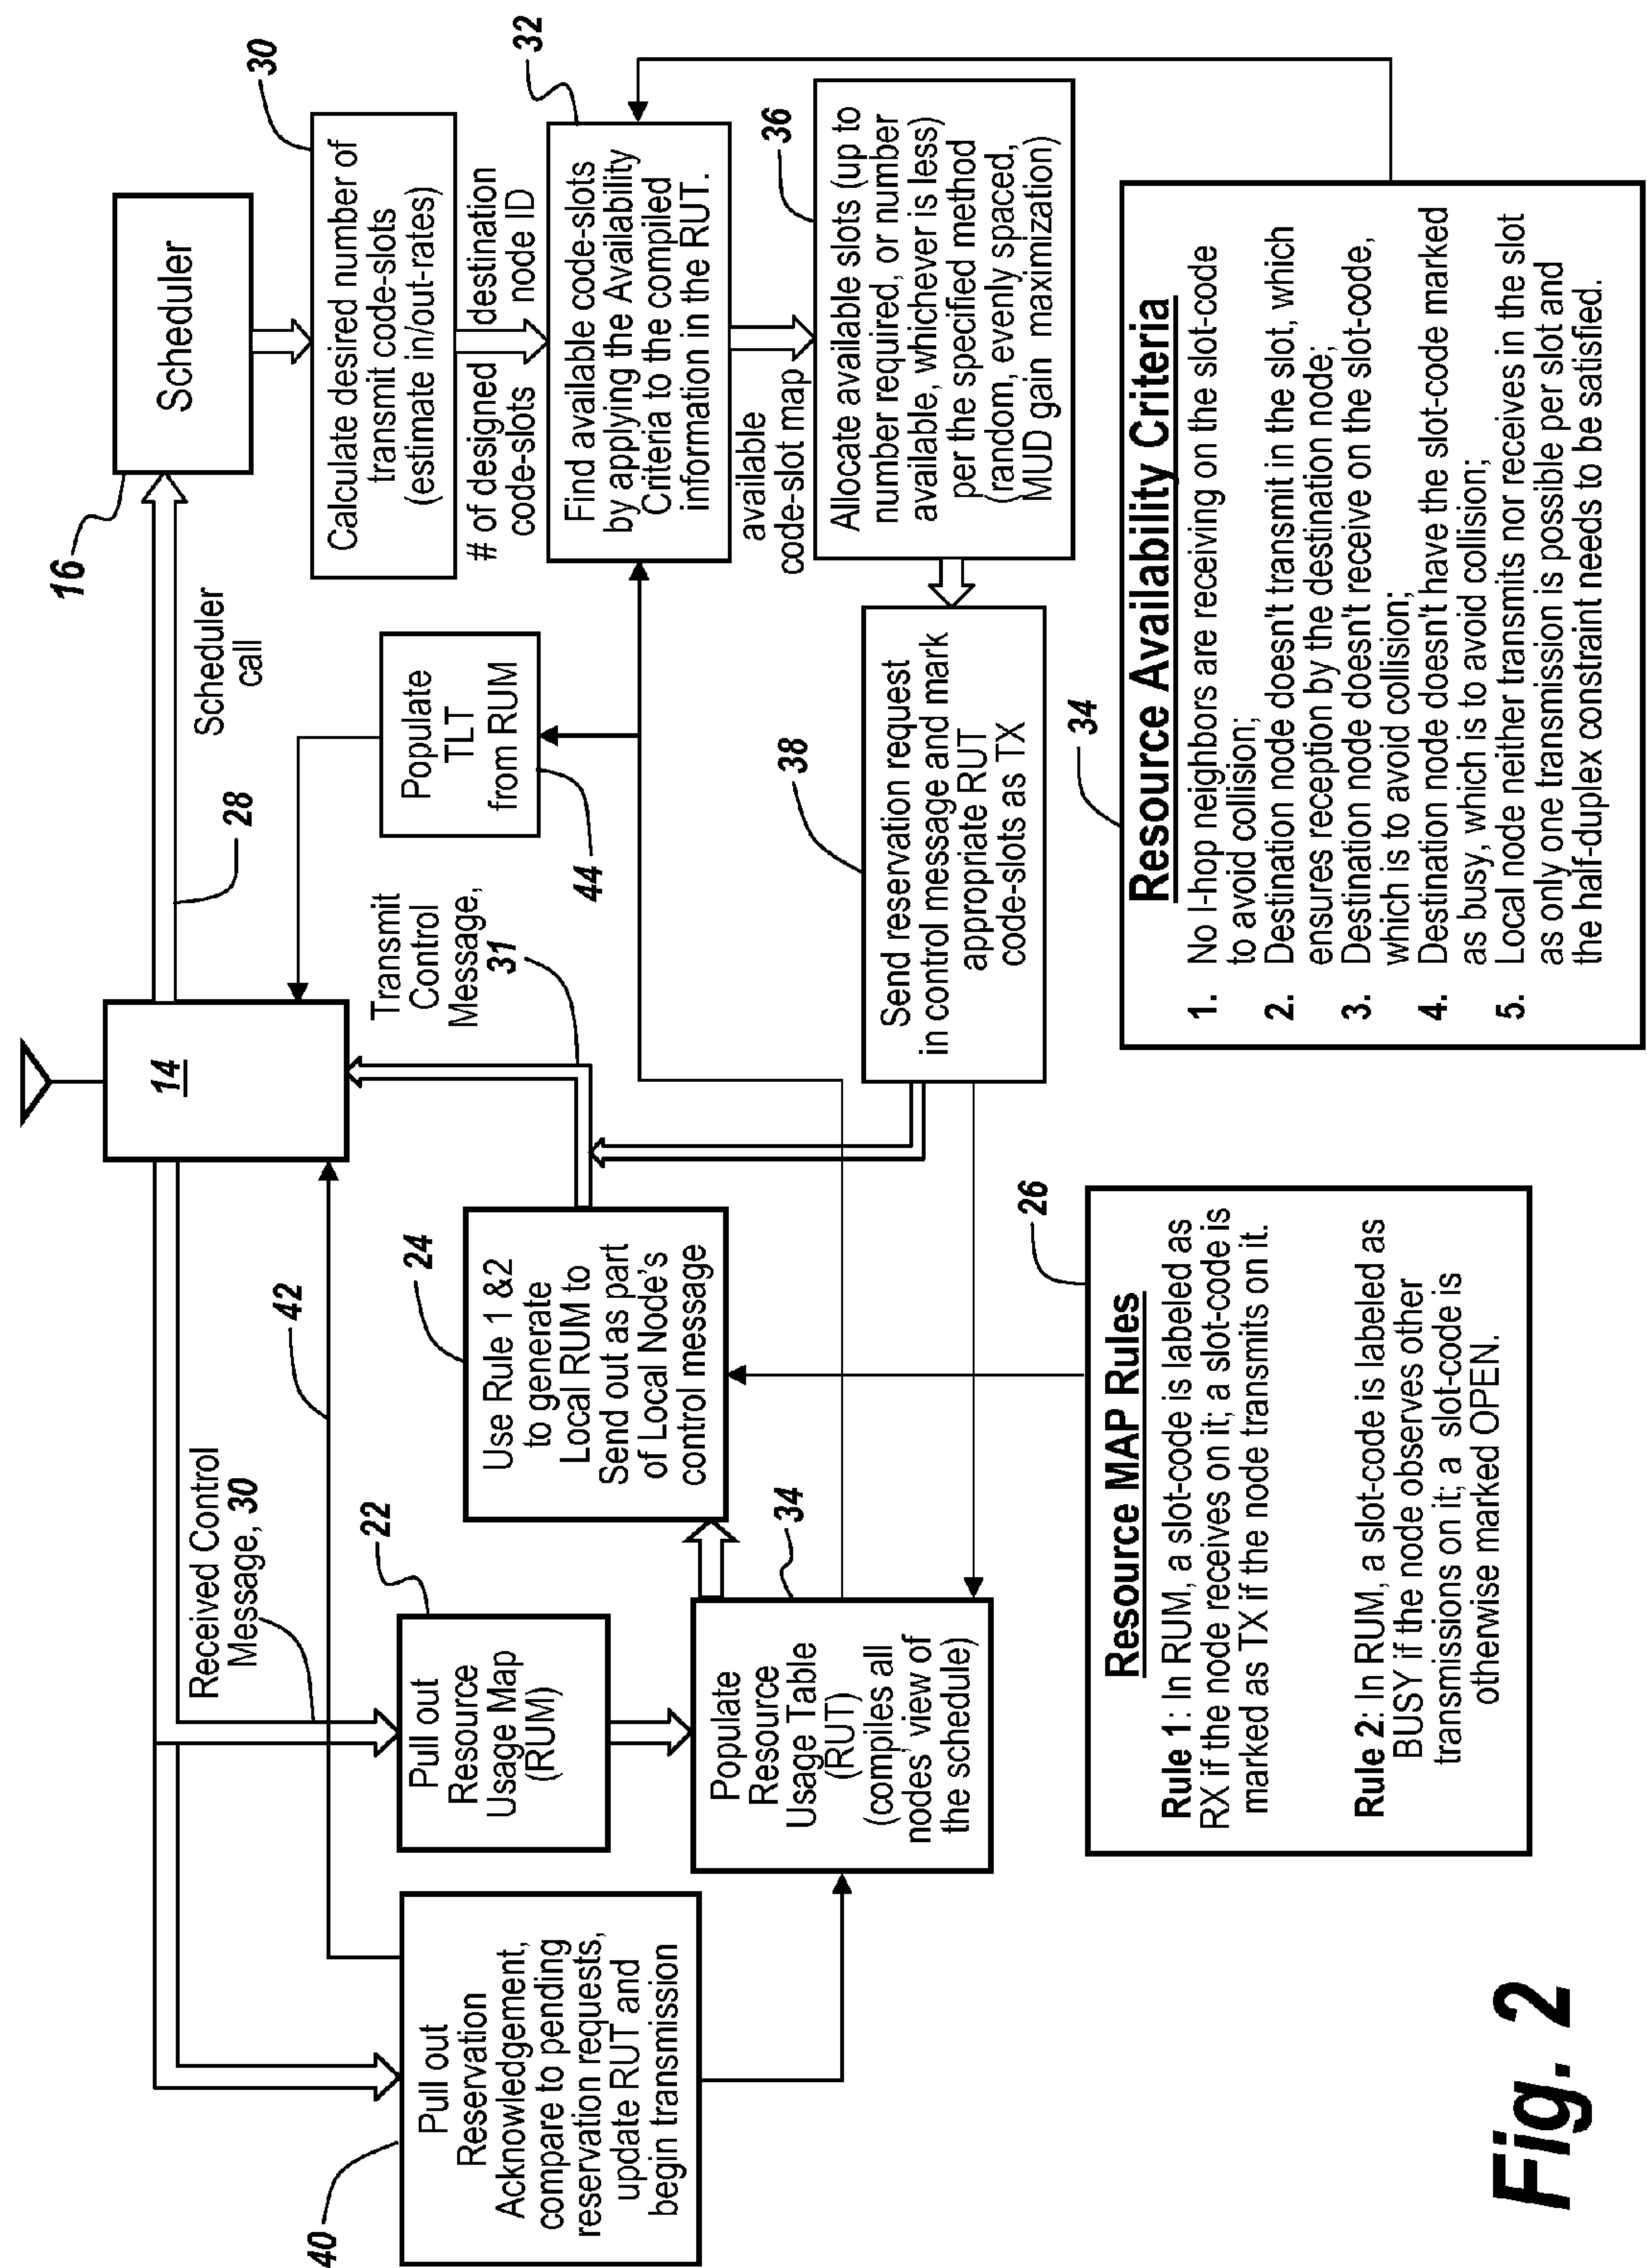 14
Received Control
Message, 30
42
28
Scheduler
call
16
Scheduler
30
Calculate desired number of
transmit code-slots
(estimate in/out-rates)
# of designed
code-slots
destination
node ID
32
Find available code-slots
by applying the Availability
Criteria to the compiled
information in the RUT.
available
code-slot map
36
Allocate available slots (up to
number required, or number
available, whichever is less)
per the specified method
(random, evenly spaced,
MUD gain maximization)
38
Send reservation request
in control message and mark
appropriate RUT
code-slots as TX
Populate
TLT
from RUM
44
Transmit
Control
Message,
31
40
Pull out
Reservation
Acknowledgement,
compare to pending
reservation requests,
update RUT and
begin transmission
22
Pull out
Resource
Usage Map
(RUM)
34
Populate
Resource
Usage Table
(RUT)
(compiles all
nodes' view of
the schedule)
24
Use Rule 1 &2
to generate
Local RUM to
Send out as part
of Local Node's
control message
26
Resource MAP Rules
Rule 1: In RUM, a slot-code is labeled as
RX if the node receives on it; a slot-code is
marked as TX if the node transmits on it.
Rule 2: In RUM, a slot-code is labeled as
BUSY if the node observes other
transmissions on it; a slot-code is
otherwise marked OPEN.
34
Resource Availability Criteria
1. No I-hop neighbors are receiving on the slot-code
to avoid collision;
2. Destination node doesn't transmit in the slot, which
ensures reception by the destination node;
3. Destination node doesn't receive on the slot-code,
which is to avoid collision;
4. Destination node doesn't have the slot-code marked
as busy, which is to avoid collision;
5. Local node neither transmits nor receives in the slot
as only one transmission is possible per slot and
the half-duplex constraint needs to be satisfied.
Fig. 2